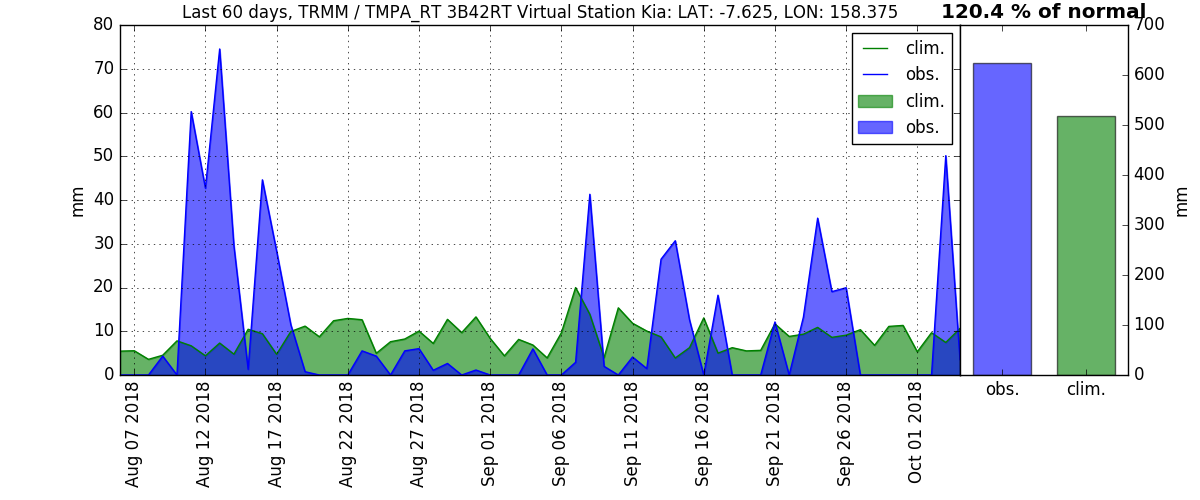 Last 60 days, TRMM / TMPA_RT 3B42RT Virtual Station Kia: LAT: -7.625, LON: 158.375
120.4 % of normal
mm
80
70
60
50
40
30
20
10
0
clim.
obs.
clim.
obs.
Aug 07 2018
Aug 12 2018
Aug 17 2018
Aug 22 2018
Aug 27 2018
Sep 01 2018
Sep 06 2018
Sep 11 2018
Sep 16 2018
Sep 21 2018
Sep 26 2018
Oct 01 2018
700
600
500
400
300
200
100
0
mm
obs.
clim.